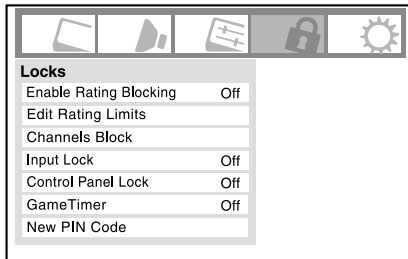 Locks
Enable Rating Blocking Off
Edit Rating Limits
Channels Block
Input Lock Off
Control Panel Lock Off
GameTimer Off
New PIN Code